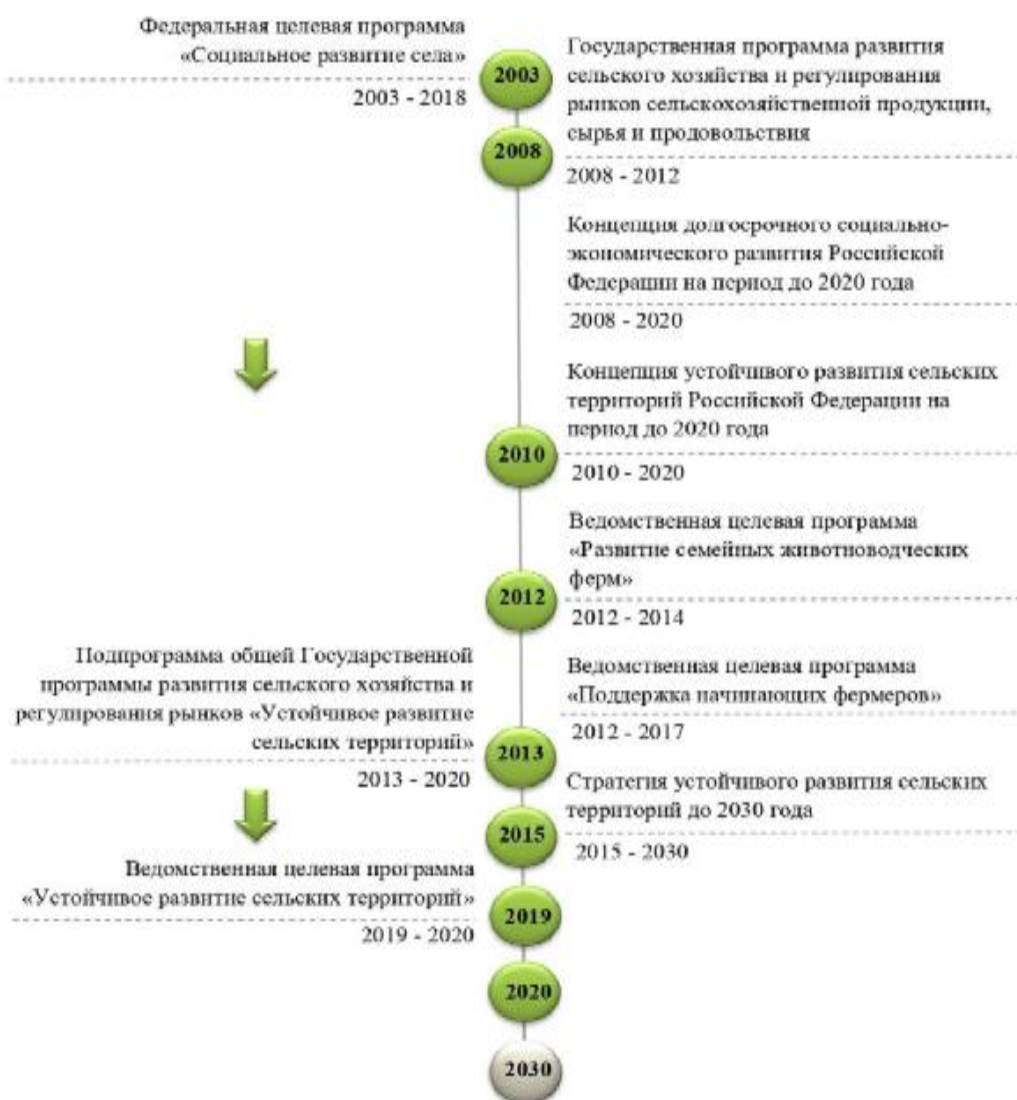 Федеральная целевая программа
«Социальное развитие села»
2003 - 2018
2003
Государственная программа развития
сельского хозяйства и регулирования
рынков сельскохозяйственной продукции,
сырья и продовольствия
2008
2008 - 2012
Концепция долгосрочного социально-
экономического развития Российской
Федерации на период до 2020 года
2008 - 2020
Концепция устойчивого развития сельских
территорий Российской Федерации на
период до 2020 года
2010
2010 - 2020
Ведомственная целевая программа
«Развитие семейных животноводческих
ферм»
2012
2012 - 2014
Подпрограмма общей Государственной
программы развития сельского хозяйства и
регулирования рынков «Устойчивое развитие
сельских территорий»
2013 - 2020
Ведомственная целевая программа
«Поддержка начинающих фермеров»
2012 - 2017
2013
Стратегия устойчивого развития сельских
территорий до 2030 года
2015
2015 - 2030
Ведомственная целевая программа
«Устойчивое развитие сельских территорий»
2019 - 2020
2019
2020
2030